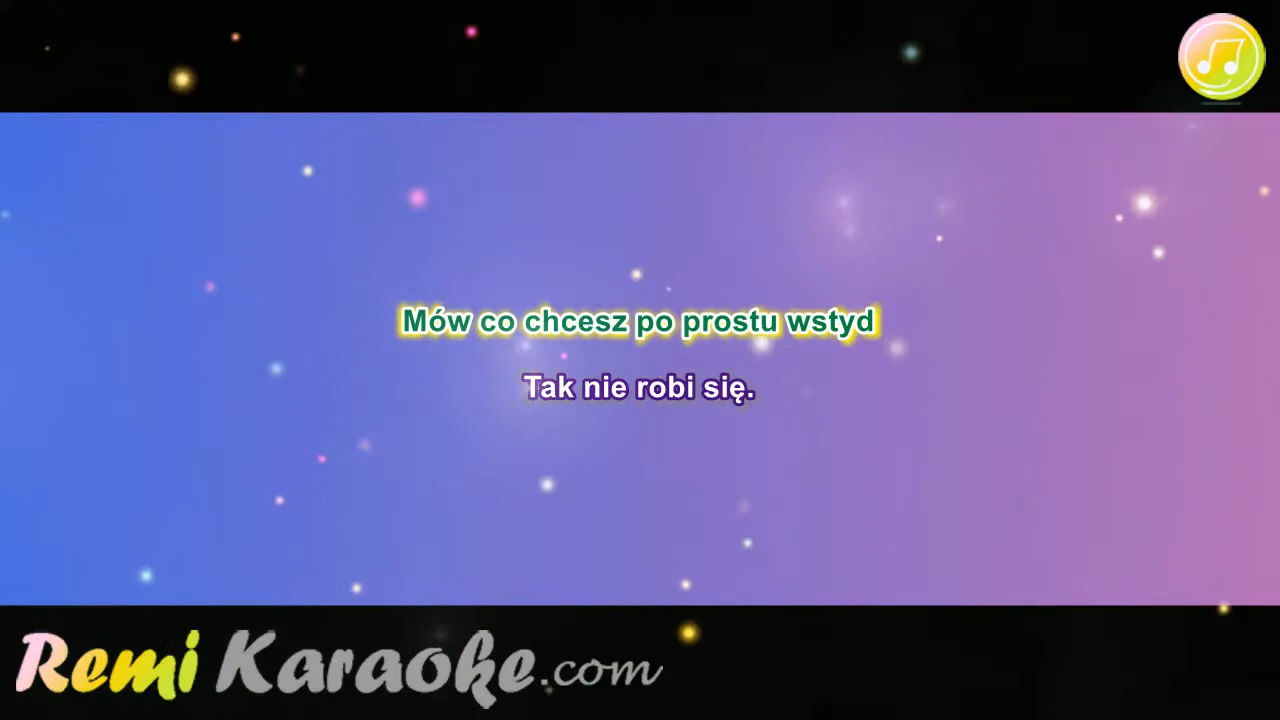 Mów co chcesz po prostu wstyd
Tak nie robi się.
Remi Karaoke.com